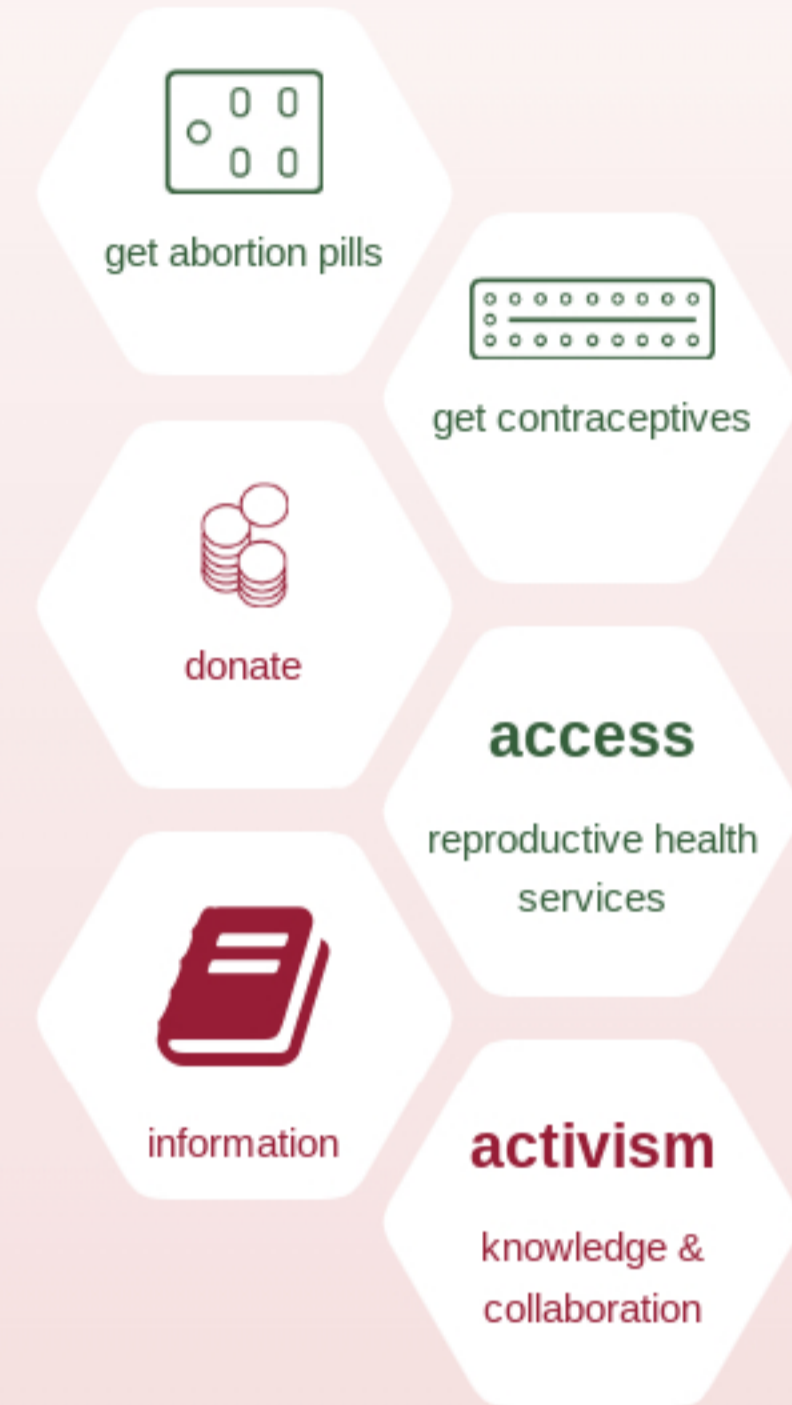 get abortion pills
get contraceptives
donate
access
reproductive health
services
information
activism
knowledge &
collaboration